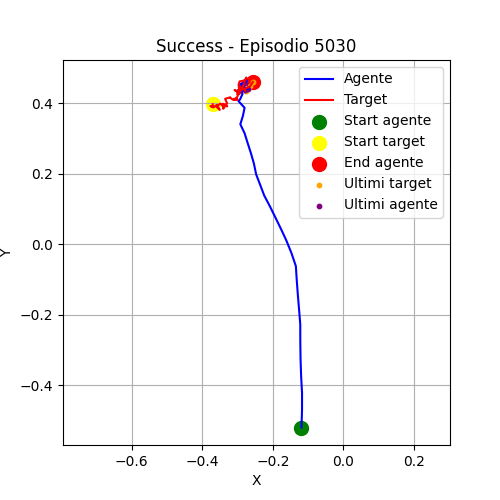 Success - Episodio 5030
Agente
Target
Start agente
Start target
End agente
Ultimi target
Ultimi agente
0.4
0.2
0.0
−0.2
−0.4
Y
−0.6
−0.4
−0.2
0.0
0.2
X